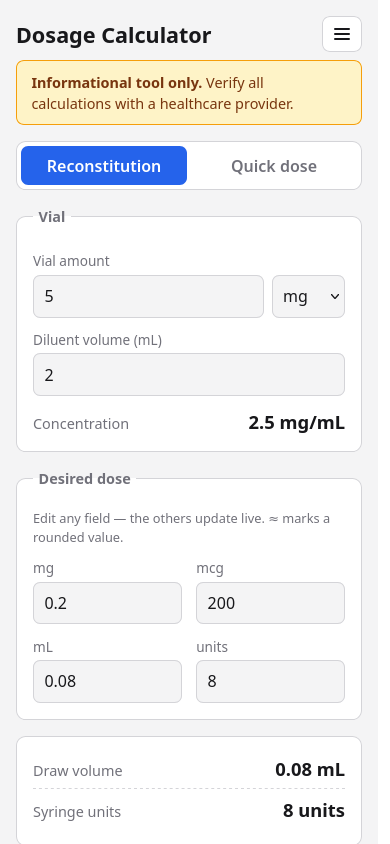 Dosage Calculator
Informational tool only. Verify all
calculations with a healthcare provider.
Reconstitution
Quick dose
Vial
Vial amount
5
mg
Diluent volume (mL)
2
Concentration
2.5 mg/mL
Desired dose
Edit any field — the others update live. ≈ marks a
rounded value.
mg
mcg
0.2
200
mL
units
0.08
8
Draw volume
0.08 mL
Syringe units
8 units